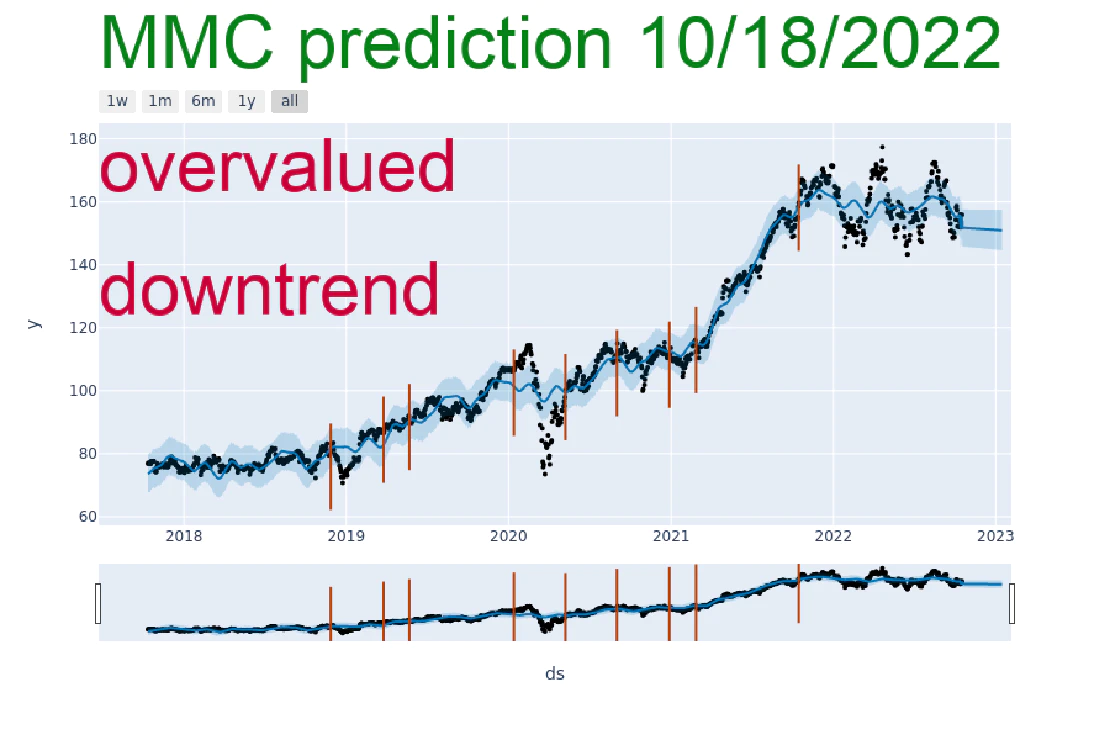 MMC prediction 10/18/2022
1w 1m 6m 1y all
180
overvalued
160
140
downtrend
120
y
100
80
60
2018 2019 2020 2021 2022 2023
ds